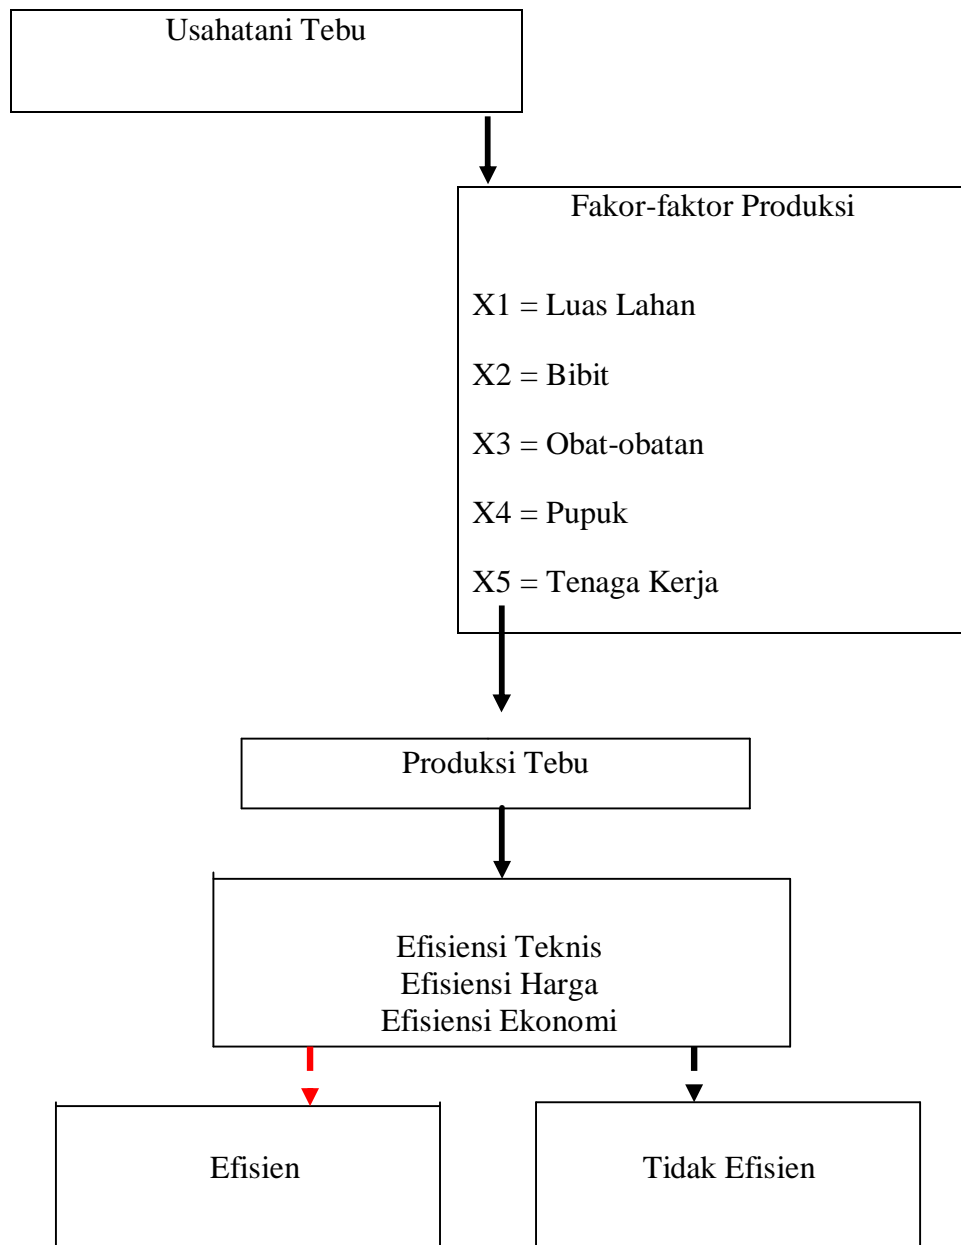 Usahatani Tebu
Fakor-faktor Produksi
X1 = Luas Lahan
X2 = Bibit
X3 = Obat-obatan
X4 = Pupuk
X5 = Tenaga Kerja
Produksi Tebu
Efisiensi Teknis
Efisiensi Harga
Efisiensi Ekonomi
Efisien
Tidak Efisien